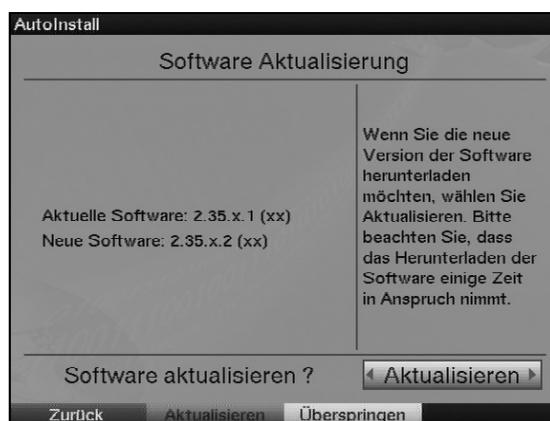 AutoInstall
Software Aktualisierung
Aktuelle Software: 2.35.x.1 (xx)
Neue Software: 2.35.x.2 (xx)
Wenn Sie die neue
Version der Software
herunterladen
möchten, wählen Sie
Aktualisieren. Bitte
beachten Sie, dass
das Herunterladen der
Software einige Zeit
in Anspruch nimmt.
Software aktualisieren ?
Aktualisieren
Zurück
Aktualisieren
Überspringen